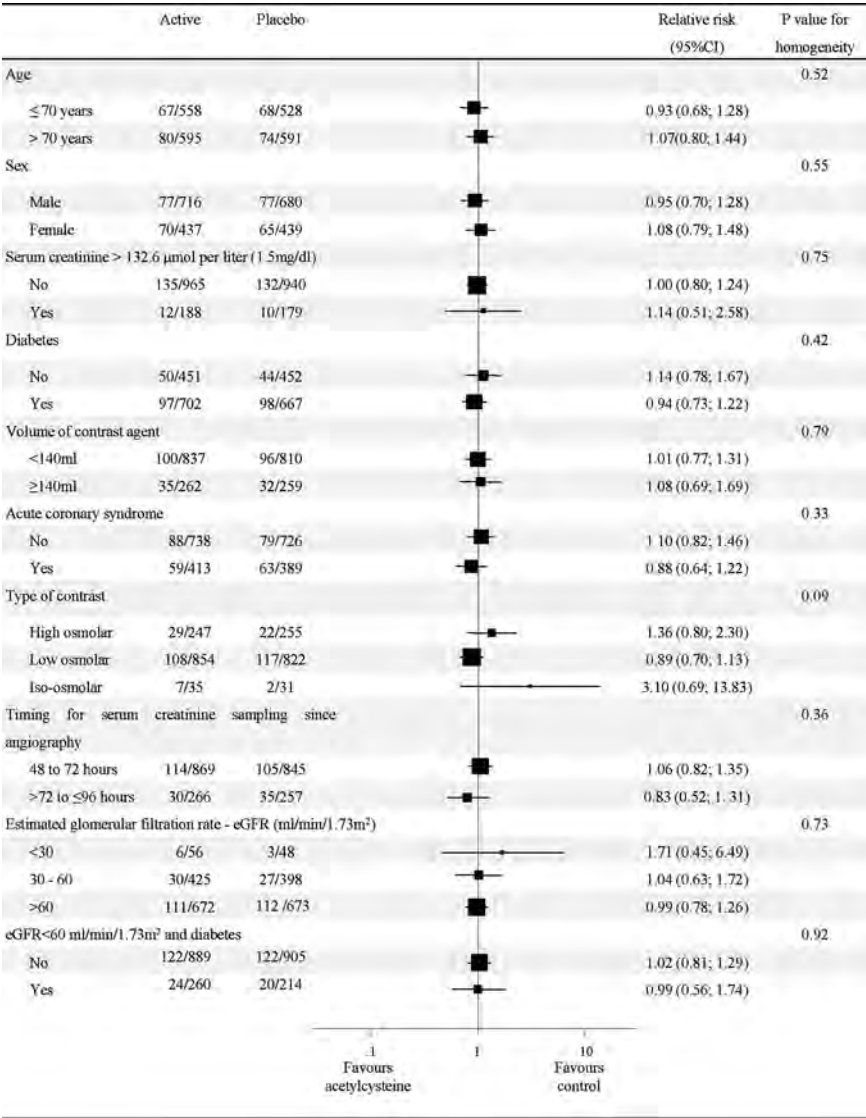 Active Placebo Relative risk P value for
(95%CI) homogeneity
Age 0.52
≤ 70 years 67/558 68/528 0.93 (0.68; 1.28)
> 70 years 80/595 74/591 1.07(0.80; 1.44)
Sex 0.55
Male 77/716 77/680 0.95 (0.70; 1.28)
Female 70/437 65/439 1.08 (0.79; 1.48)
Serum creatinine > 132.6 μmol per liter (1.5mg/dl) 0.75
No 135/965 132/940 1.00 (0.80; 1.24)
Yes 12/188 10/179 1.14 (0.51; 2.58)
Diabetes 0.42
No 50/451 44/452 1.14 (0.78; 1.67)
Yes 97/702 98/667 0.94 (0.73; 1.22)
Volume of contrast agent 0.79
<140ml 100/837 96/810 1.01 (0.77; 1.31)
≥140ml 35/262 32/259 1.08 (0.69; 1.69)
Acute coronary syndrome 0.33
No 88/738 79/726 1.10 (0.82; 1.46)
Yes 59/413 63/389 0.88 (0.64; 1.22)
Type of contrast 0.09
High osmolar 29/247 22/255 1.36 (0.80; 2.30)
Low osmolar 108/854 117/822 0.89 (0.70; 1.13)
Iso-osmolar 7/35 2/31 3.10 (0.69; 13.83)
Timing for serum creatinine sampling since 0.36
angiography
48 to 72 hours 114/869 105/845 1.06 (0.82; 1.35)
>72 to ≤96 hours 30/266 35/257 0.83 (0.52; 1.31)
Estimated glomerular filtration rate - eGFR (ml/min/1.73m²) 0.73
<30 6/56 3/48 1.71 (0.45; 6.49)
30 - 60 30/425 27/398 1.04 (0.63; 1.72)
>60 111/672 112 /673 0.99 (0.78; 1.26)
eGFR<60 ml/min/1.73m² and diabetes 0.92
No 122/889 122/905 1.02 (0.81; 1.29)
Yes 24/260 20/214 0.99 (0.56; 1.74)
.1 1 10
Favours Favours
acetylcysteine control